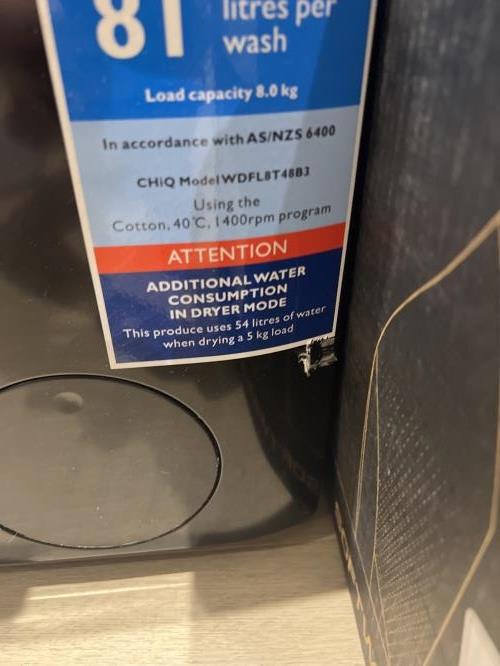 81 litres per
wash
Load capacity 8.0 kg
In accordance with AS/NZS 6400
CHiQ Model WDFL8T48B3
Using the
Cotton, 40°C, 1400rpm program
ATTENTION
ADDITIONAL WATER
CONSUMPTION
IN DRYER MODE
This produce uses 54 litres of water
when drying a 5 kg load